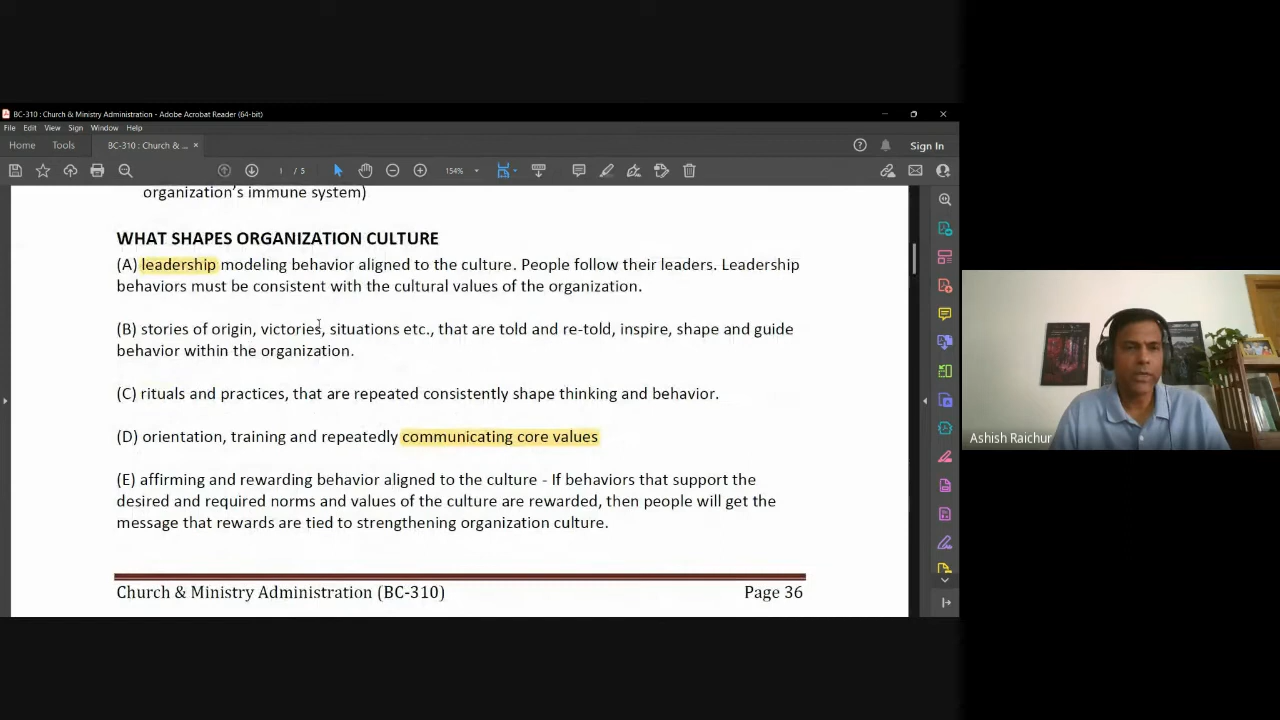 BC-310 : Church & Ministry Administration - Adobe Acrobat Reader (64-bit)
File Edit View Sign Window Help
Home Tools BC-310 : Church & ... × Sign In
1 / 5 154%
organization's immune system)
WHAT SHAPES ORGANIZATION CULTURE
(A) leadership modeling behavior aligned to the culture. People follow their leaders. Leadership
behaviors must be consistent with the cultural values of the organization.
(B) stories of origin, victories, situations etc., that are told and re-told, inspire, shape and guide
behavior within the organization.
(C) rituals and practices, that are repeated consistently shape thinking and behavior.
(D) orientation, training and repeatedly communicating core values
(E) affirming and rewarding behavior aligned to the culture - If behaviors that support the
desired and required norms and values of the culture are rewarded, then people will get the
message that rewards are tied to strengthening organization culture.
Church & Ministry Administration (BC-310) Page 36
Ashish Raichur